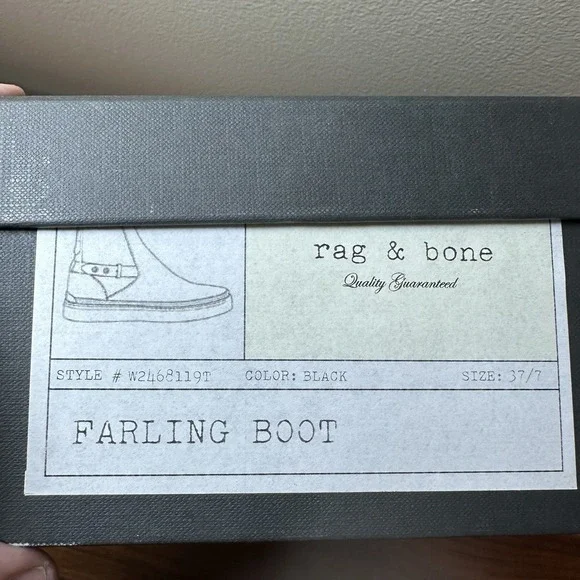 rag & bone
Quality Guaranteed
STYLE # W2468119T COLOR: BLACK SIZE: 37/7
FARLING BOOT